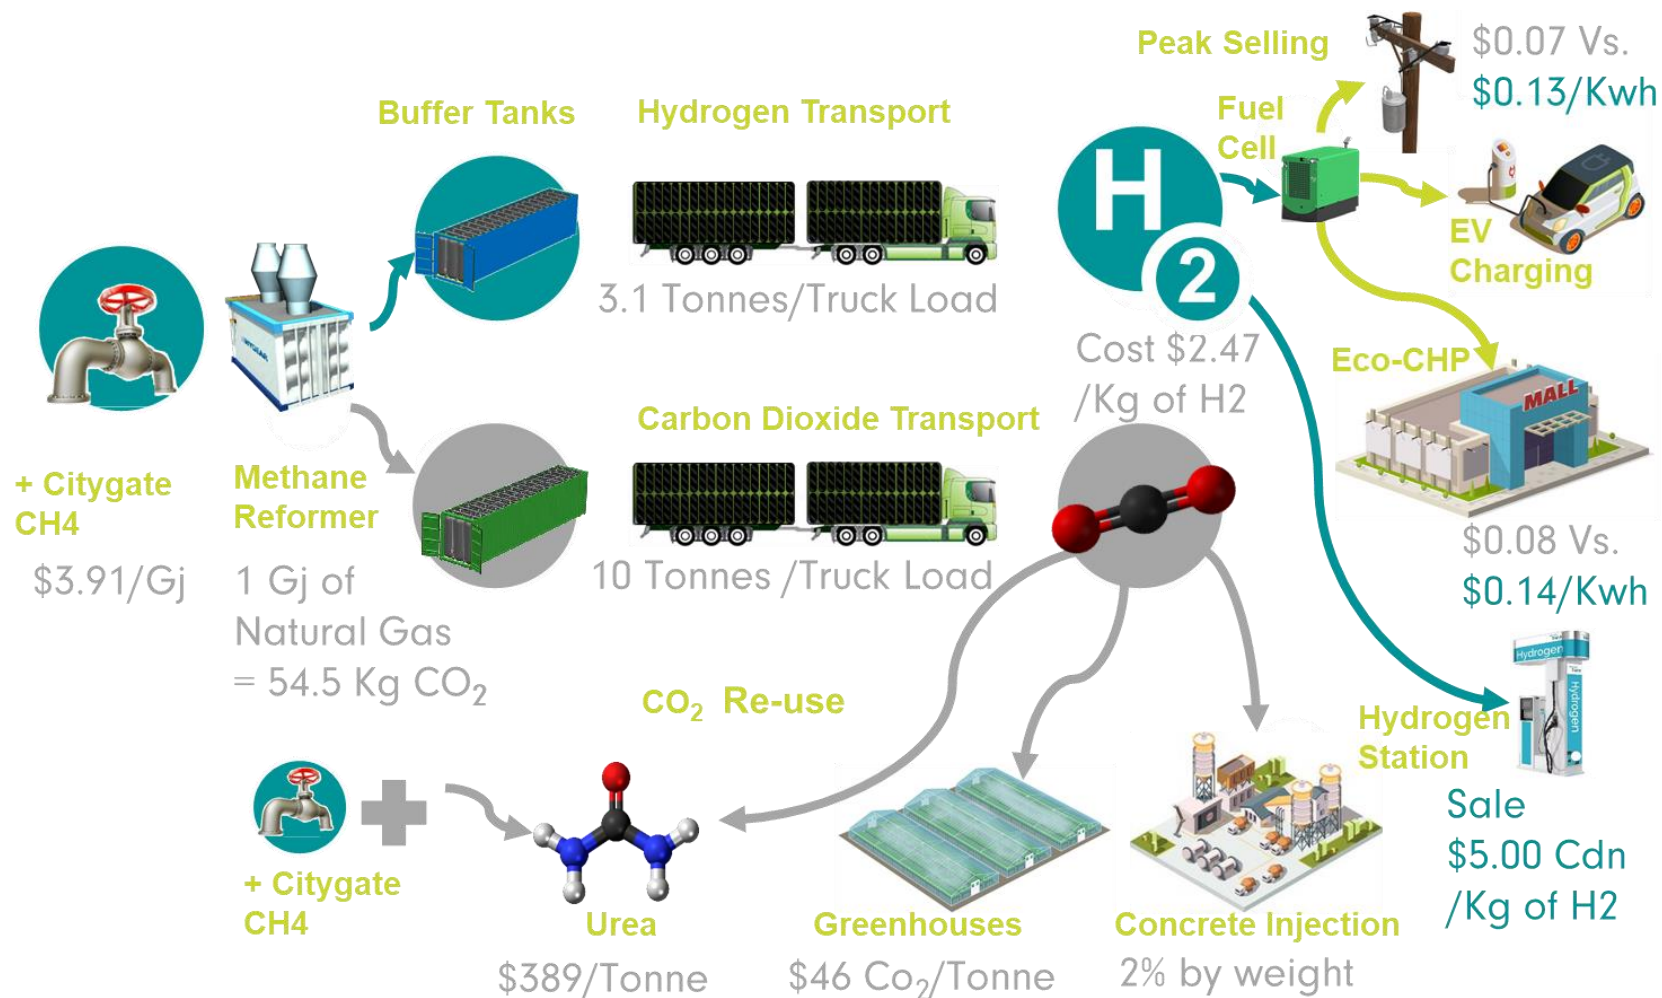 Peak Selling
$0.07 Vs.
$0.13/Kwh
Buffer Tanks
Hydrogen Transport
Fuel
Cell
H
2
EV
Charging
3.1 Tonnes/Truck Load
Cost $2.47
/Kg of H2
Eco-CHP
MALL
HYGEAR
Carbon Dioxide Transport
+ Citygate
CH4
$3.91/Gj
Methane
Reformer
1 Gj of
Natural Gas
= 54.5 Kg CO₂
10 Tonnes /Truck Load
$0.08 Vs.
$0.14/Kwh
CO₂ Re-use
Hydrogen
Hydrogen
Hydrogen
Station
Sale
$5.00 Cdn
/Kg of H2
+ Citygate
CH4
Urea
$389/Tonne
Greenhouses
$46 Co₂/Tonne
Concrete Injection
2% by weight